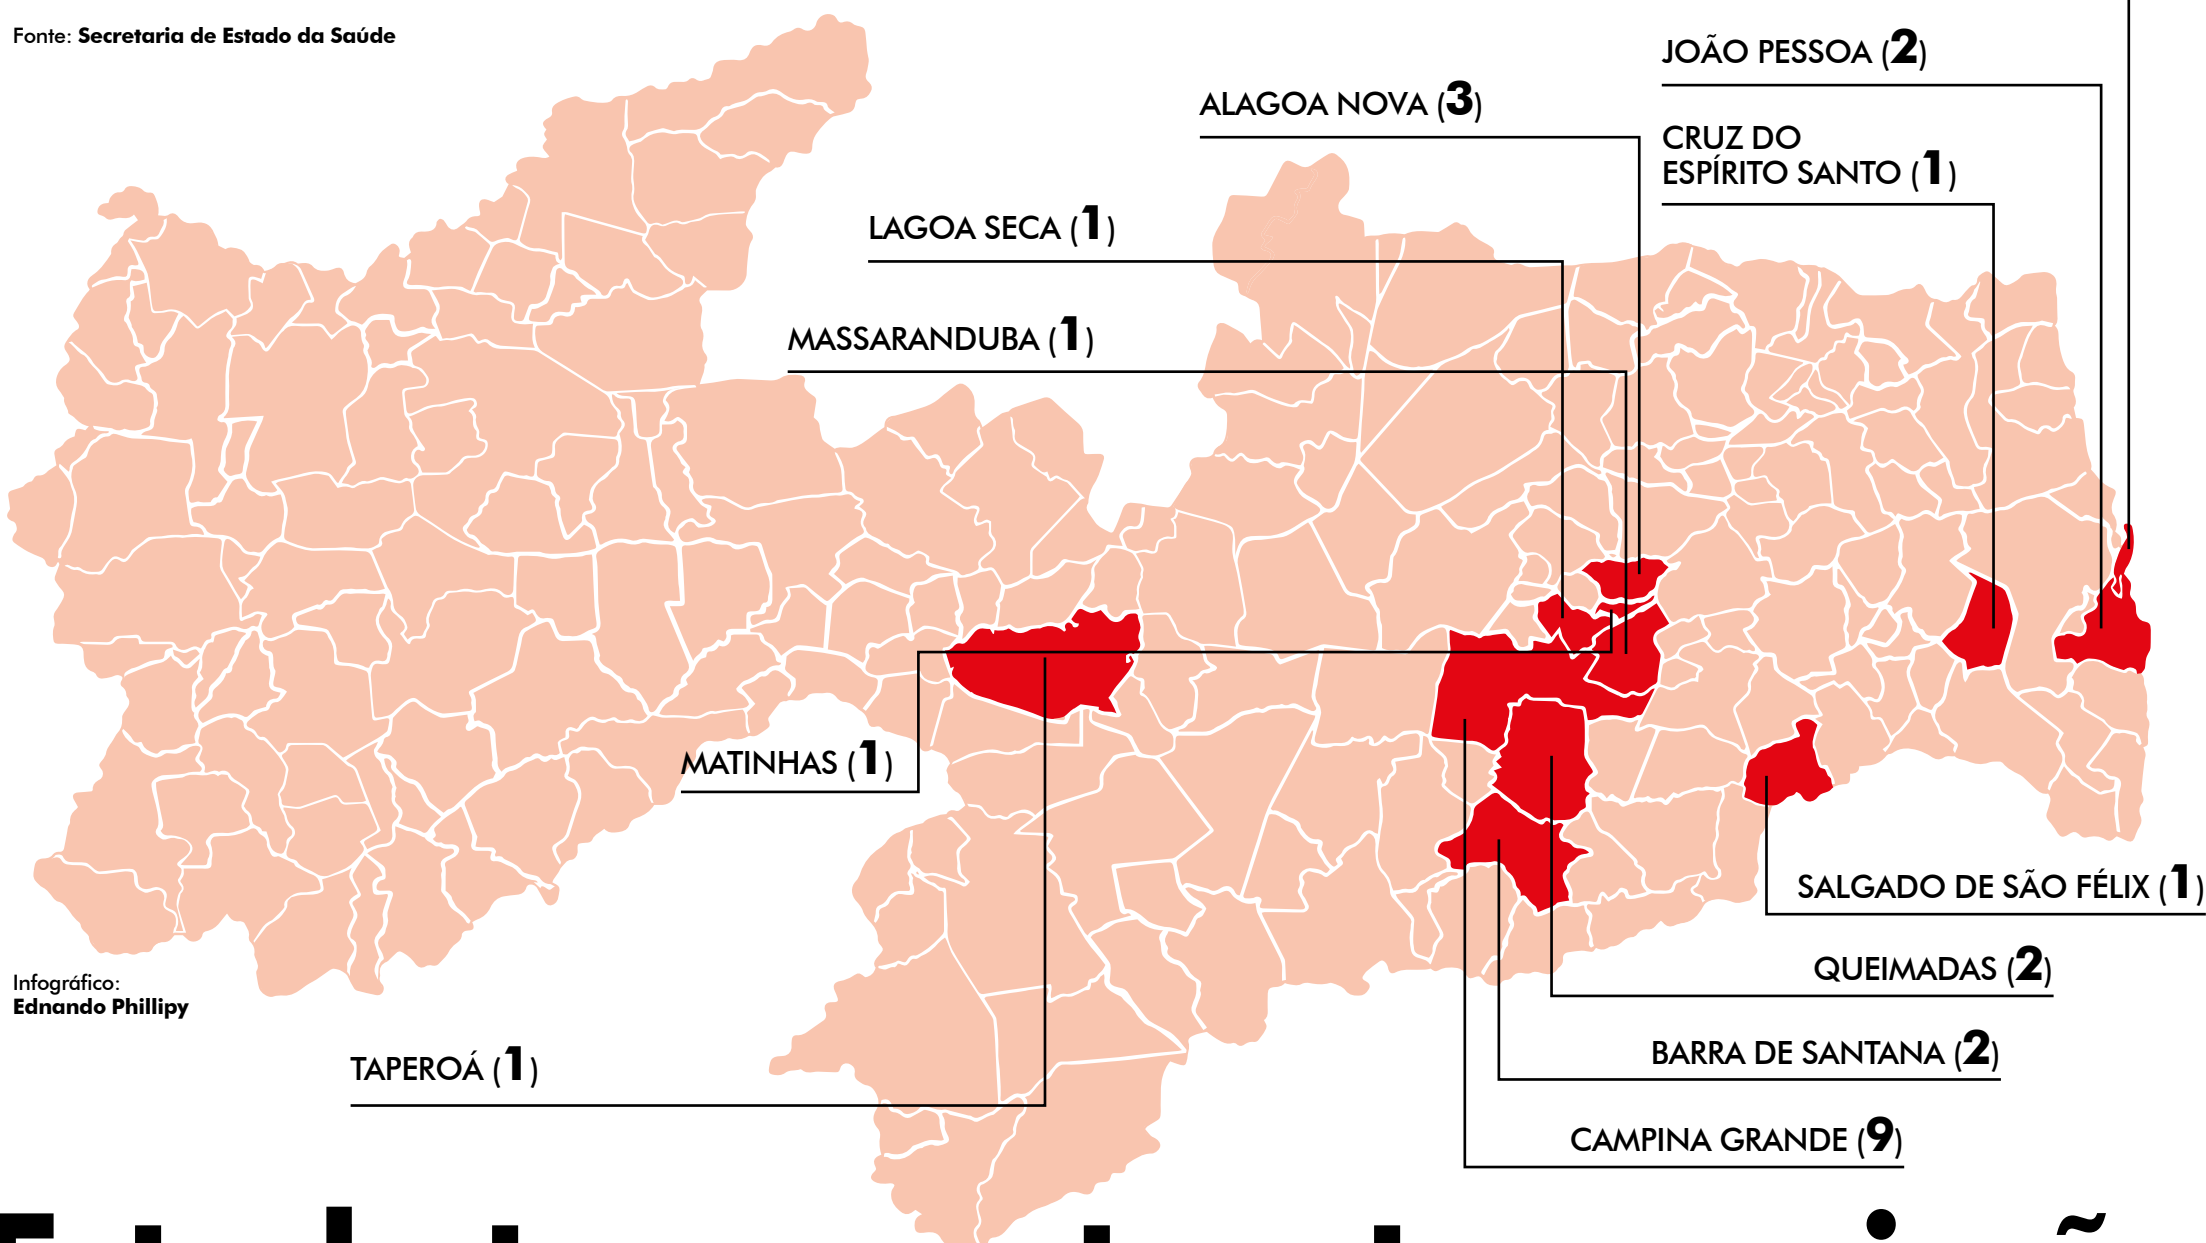 Fonte: Secretaria de Estado da Saúde
JOÃO PESSOA (2)
ALAGOA NOVA (3)
CRUZ DO
ESPÍRITO SANTO (1)
LAGOA SECA (1)
MASSARANDUBA (1)
MATINHAS (1)
SALGADO DE SÃO FÉLIX (1)
QUEIMADAS (2)
Infográfico:
Ednando Phillipy
BARRA DE SANTANA (2)
TAPEROÁ (1)
CAMPINA GRANDE (9)